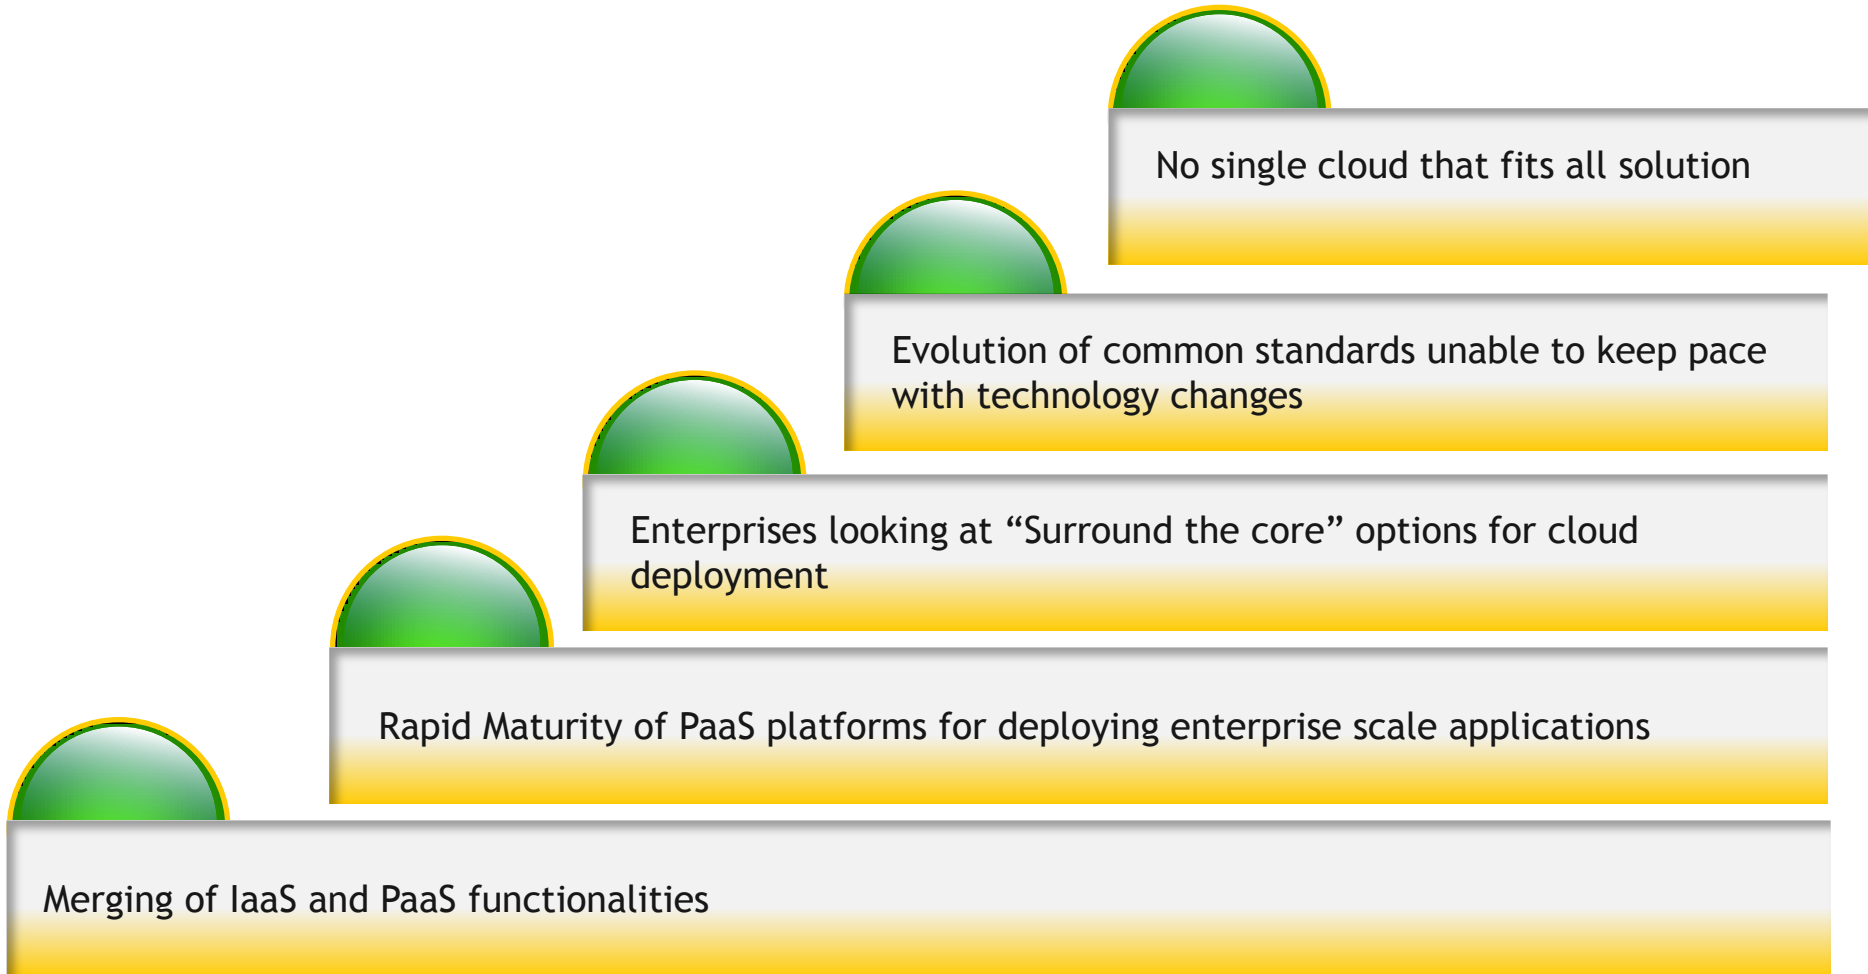 No single cloud that fits all solution
Evolution of common standards unable to keep pace
with technology changes
Enterprises looking at “Surround the core” options for cloud
deployment
Rapid Maturity of PaaS platforms for deploying enterprise scale applications
Merging of IaaS and PaaS functionalities